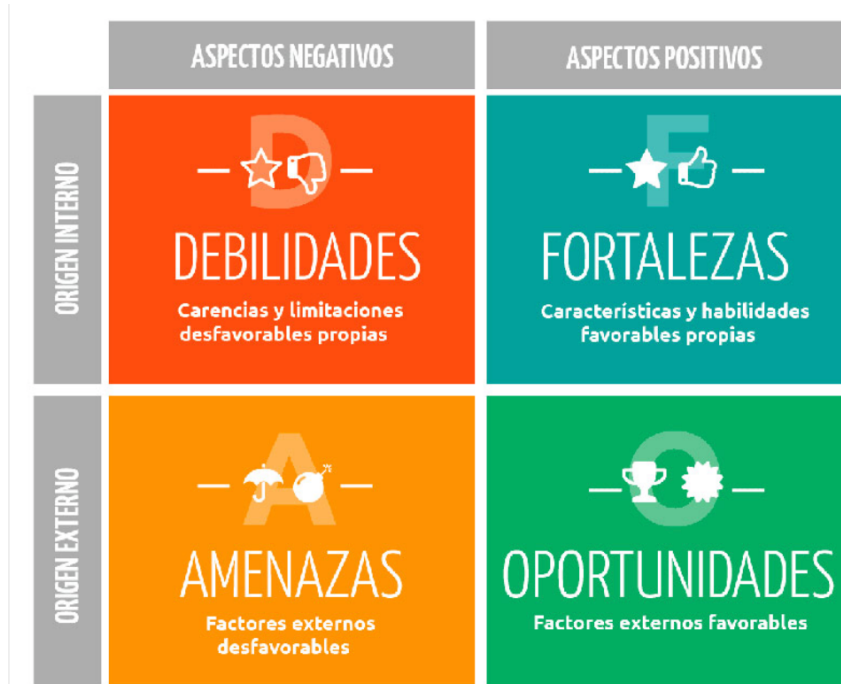 ASPECTOS NEGATIVOS
ASPECTOS POSITIVOS
ORIGEN INTERNO
D
DEBILIDADES
Carencias y limitaciones
desfavorables propias
F
FORTALEZAS
Característicias y habilidades
favorables propias
ORIGEN EXTERNO
A
AMENAZAS
Factores externos
desfavorables
O
OPORTUNIDADES
Factores externos favorables